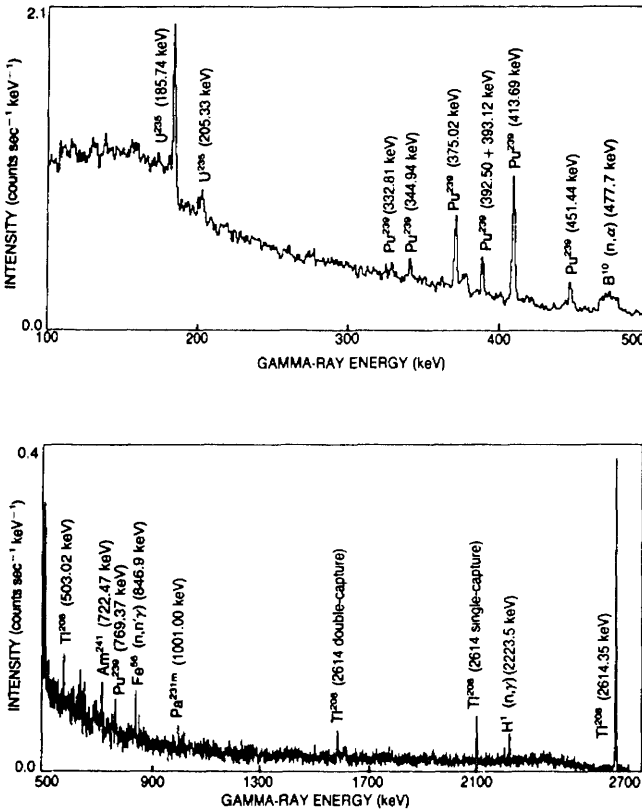 2.1
INTENSITY (counts sec⁻¹ keV⁻¹)
0.0
U²³⁵ (185.74 keV)
U²³⁵ (205.33 keV)
Pu²³⁹ (332.81 keV)
Pu²³⁹ (344.94 keV)
Pu²³⁹ (375.02 keV)
Pu²³⁹ (392.50 + 393.12 keV)
Pu²³⁹ (413.69 keV)
Pu²³⁹ (451.44 keV)
B¹⁰ (n,α) (477.7 keV)
100 200 300 400 500
GAMMA-RAY ENERGY (keV)
0.4
INTENSITY (counts sec⁻¹ keV⁻¹)
0.0
Tl²⁰⁸ (503.02 keV)
Am²⁴¹ (722.47 keV)
Pu²³⁹ (769.37 keV)
Fe⁵⁶ (n,n'γ) (846.9 keV)
Pa²³¹ᵐ (1001.00 keV)
Tl²⁰⁸ (2614 double-capture)
Tl²⁰⁸ (2614 single-capture)
H¹ (n,γ) (2223.5 keV)
Tl²⁰⁸ (2614.35 keV)
500 900 1300 1700 2100 2700
GAMMA-RAY ENERGY (keV)